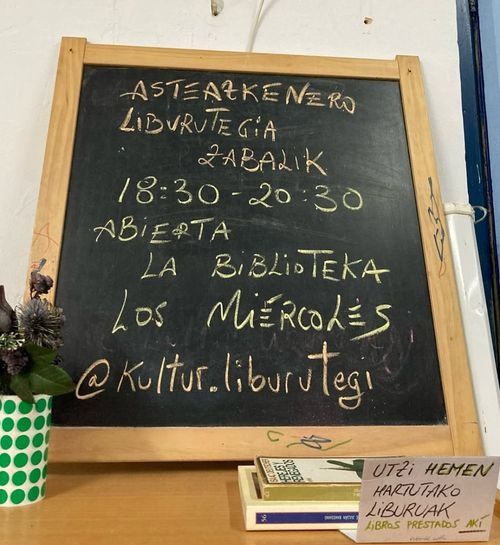 ASTEAZKENERO
LIBURUTEGIA
ZABALIK
18:30-20:30
ABIERTA
LA BIBLIOTEKA
LOS MIÉRCOLES
@kultur.liburutegi
UTZI HEMEN
HARTUTAKO
LIBURUAK
LIBROS PRESTADOS AKÍ